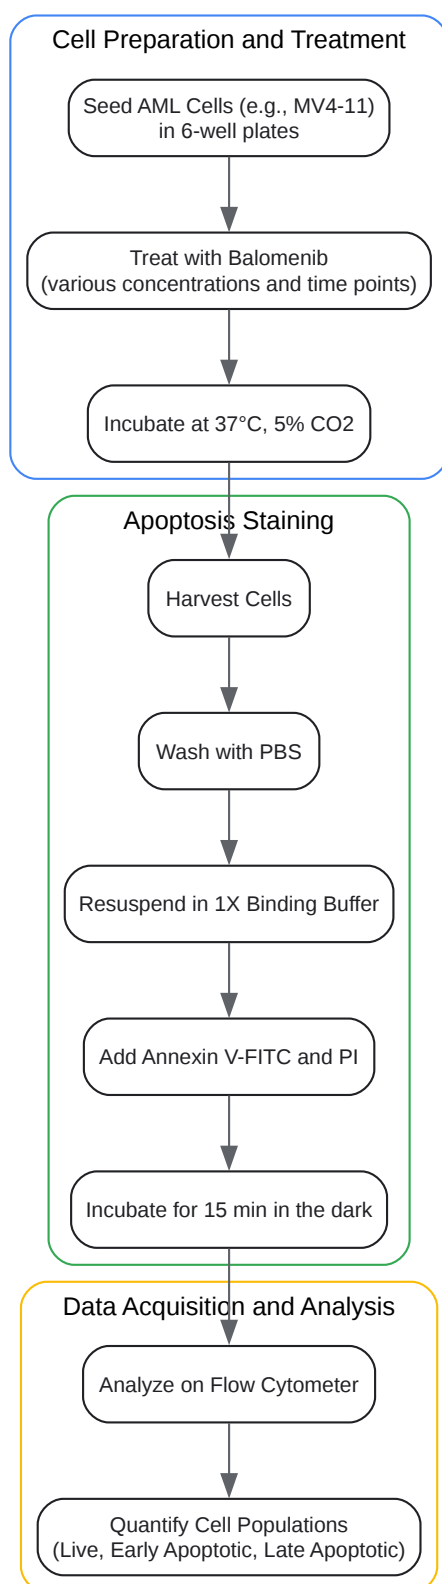 Cell Preparation and Treatment
Seed AML Cells (e.g., MV4-11)
in 6-well plates
Treat with Balomenib
(various concentrations and time points)
Incubate at 37°C, 5% CO2
Apoptosis Staining
Harvest Cells
Wash with PBS
Resuspend in 1X Binding Buffer
Add Annexin V-FITC and PI
Incubate for 15 min in the dark
Data Acquisition and Analysis
Analyze on Flow Cytometer
Quantify Cell Populations
(Live, Early Apoptotic, Late Apoptotic)